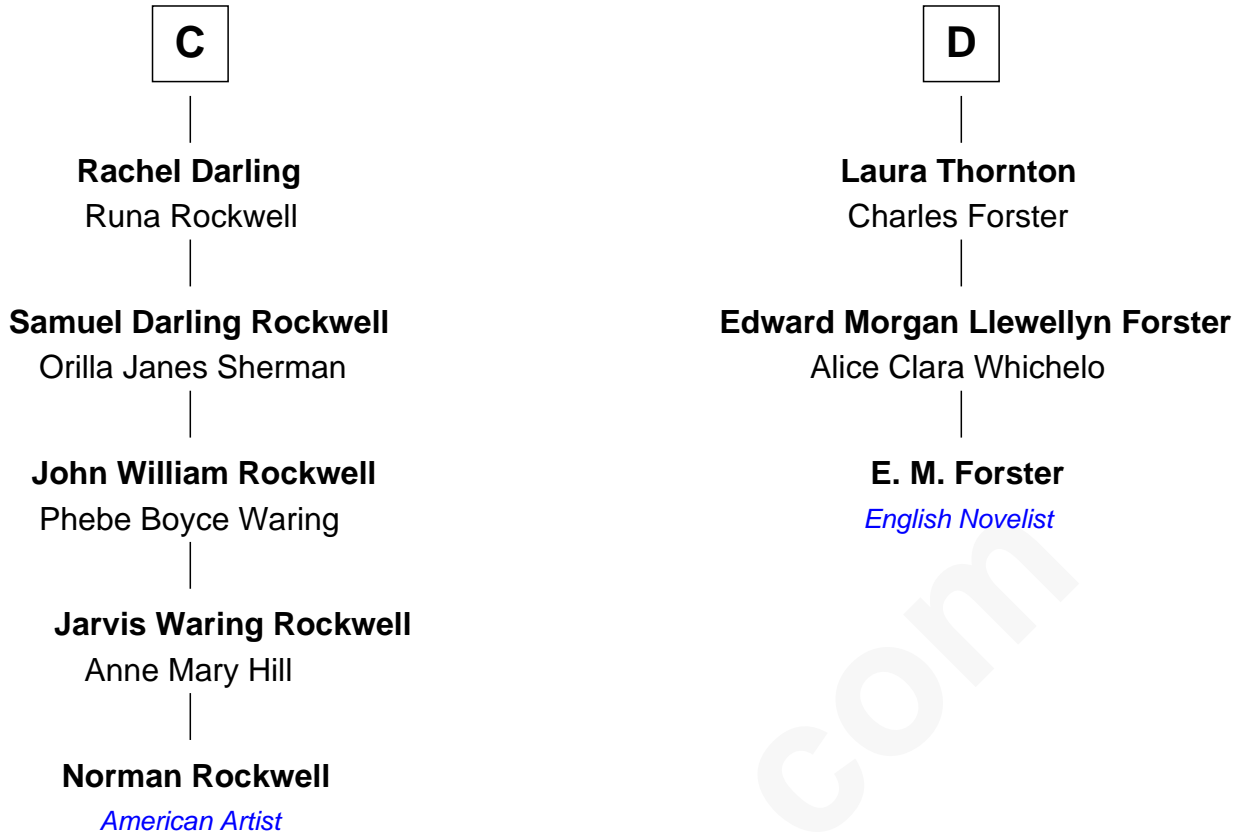 C
Rachel Darling
Runa Rockwell
Samuel Darling Rockwell
Orilla Janes Sherman
John William Rockwell
Phebe Boyce Waring
Jarvis Waring Rockwell
Anne Mary Hill
Norman Rockwell
American Artist
D
Laura Thornton
Charles Forster
Edward Morgan Llewellyn Forster
Alice Clara Whichelo
E. M. Forster
English Novelist
com